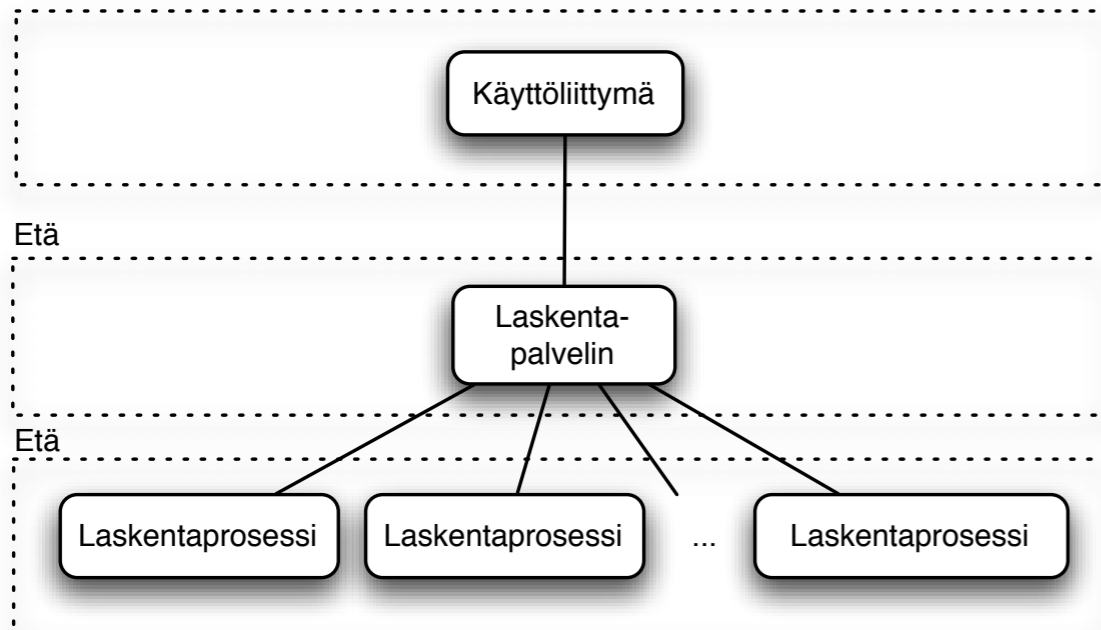 Käyttöliittymä
Etä
Laskenta-
palvelin
Etä
Laskentaprosessi
Laskentaprosessi
...
Laskentaprosessi